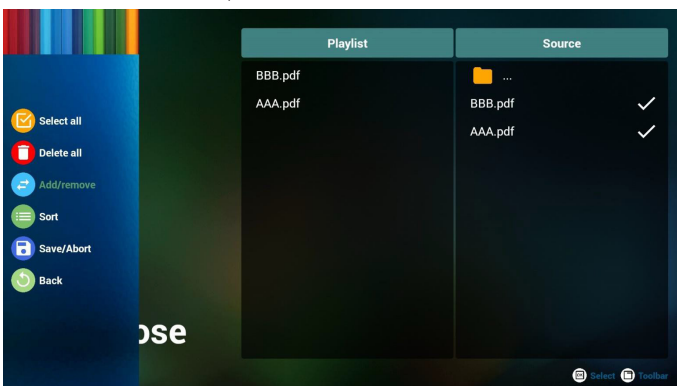 Playlist
Source
BBB.pdf
AAA.pdf
...
BBB.pdf
AAA.pdf
Select all
Delete all
Add/remove
Sort
Save/Abort
Back
ose
Select
Toolbar